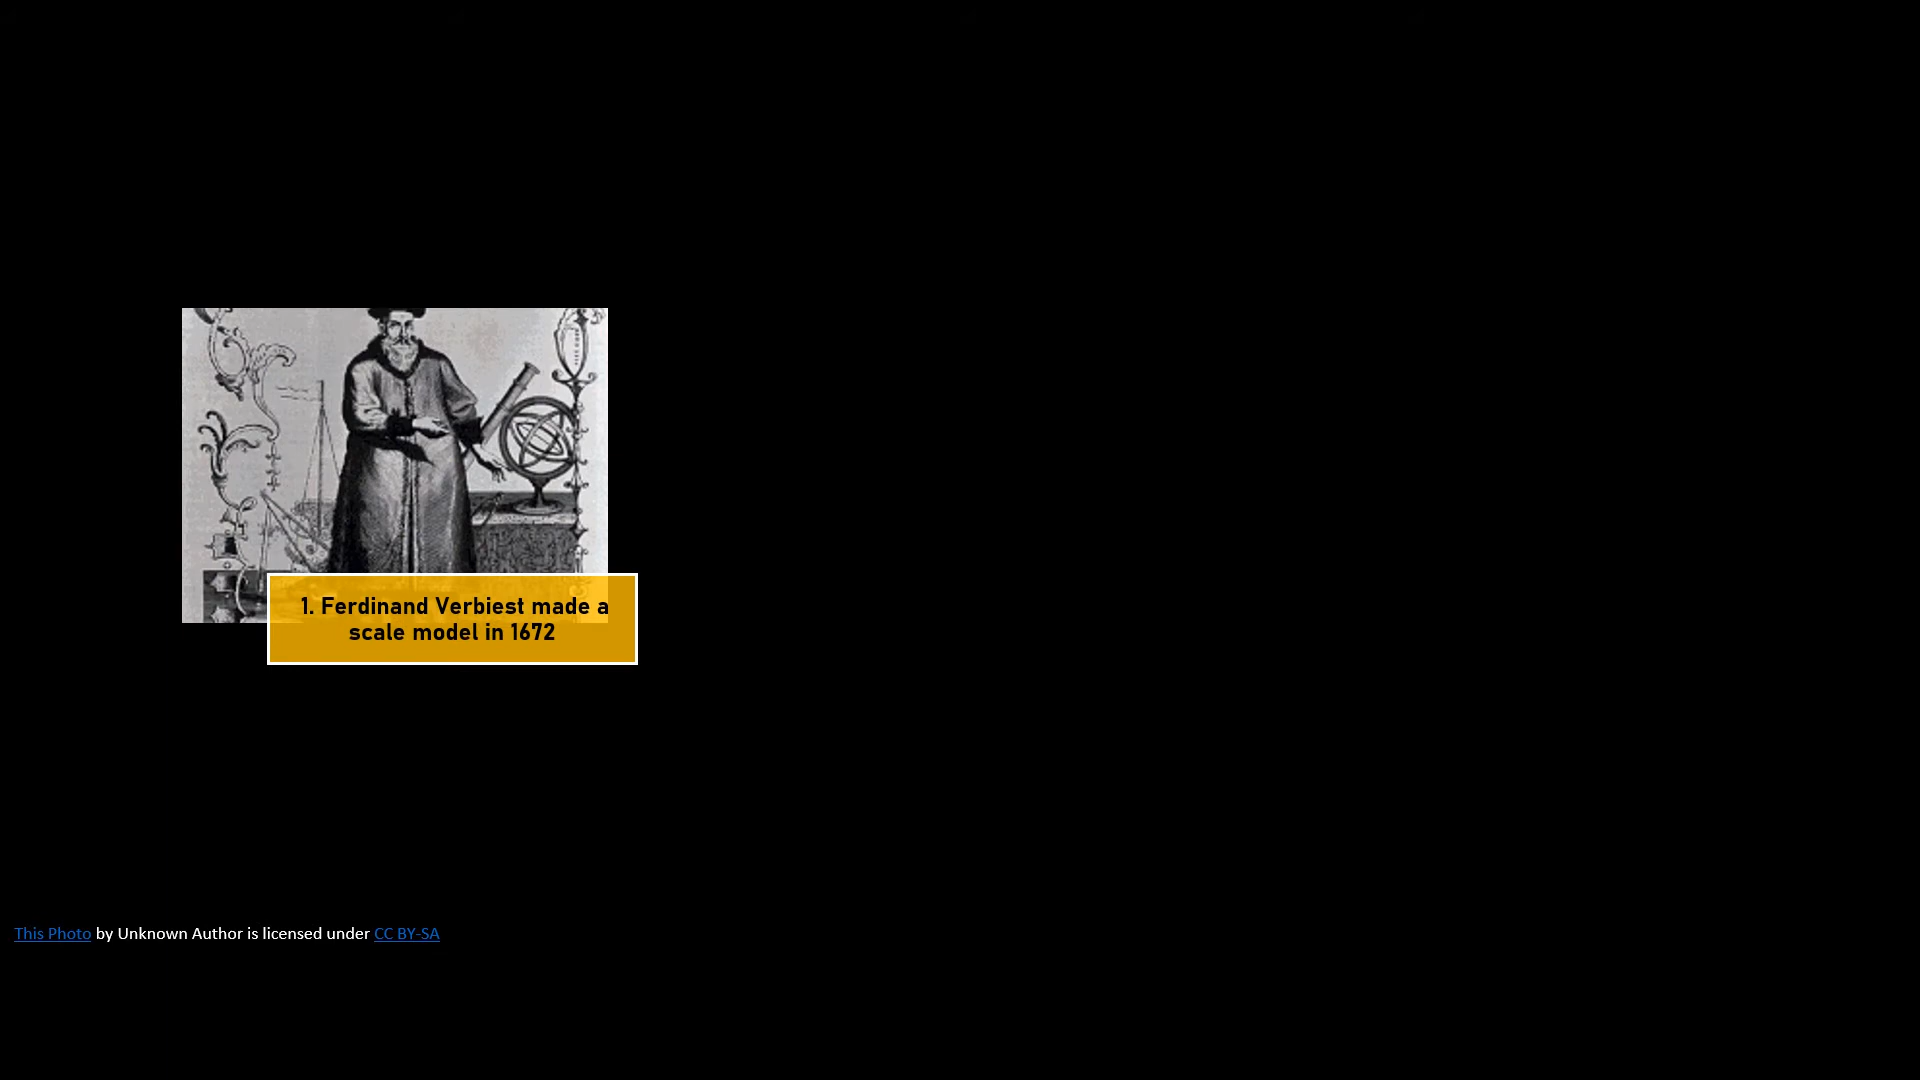 1. Ferdinand Verbiest made a
scale model in 1672
This Photo by Unknown Author is licensed under CC BY-SA